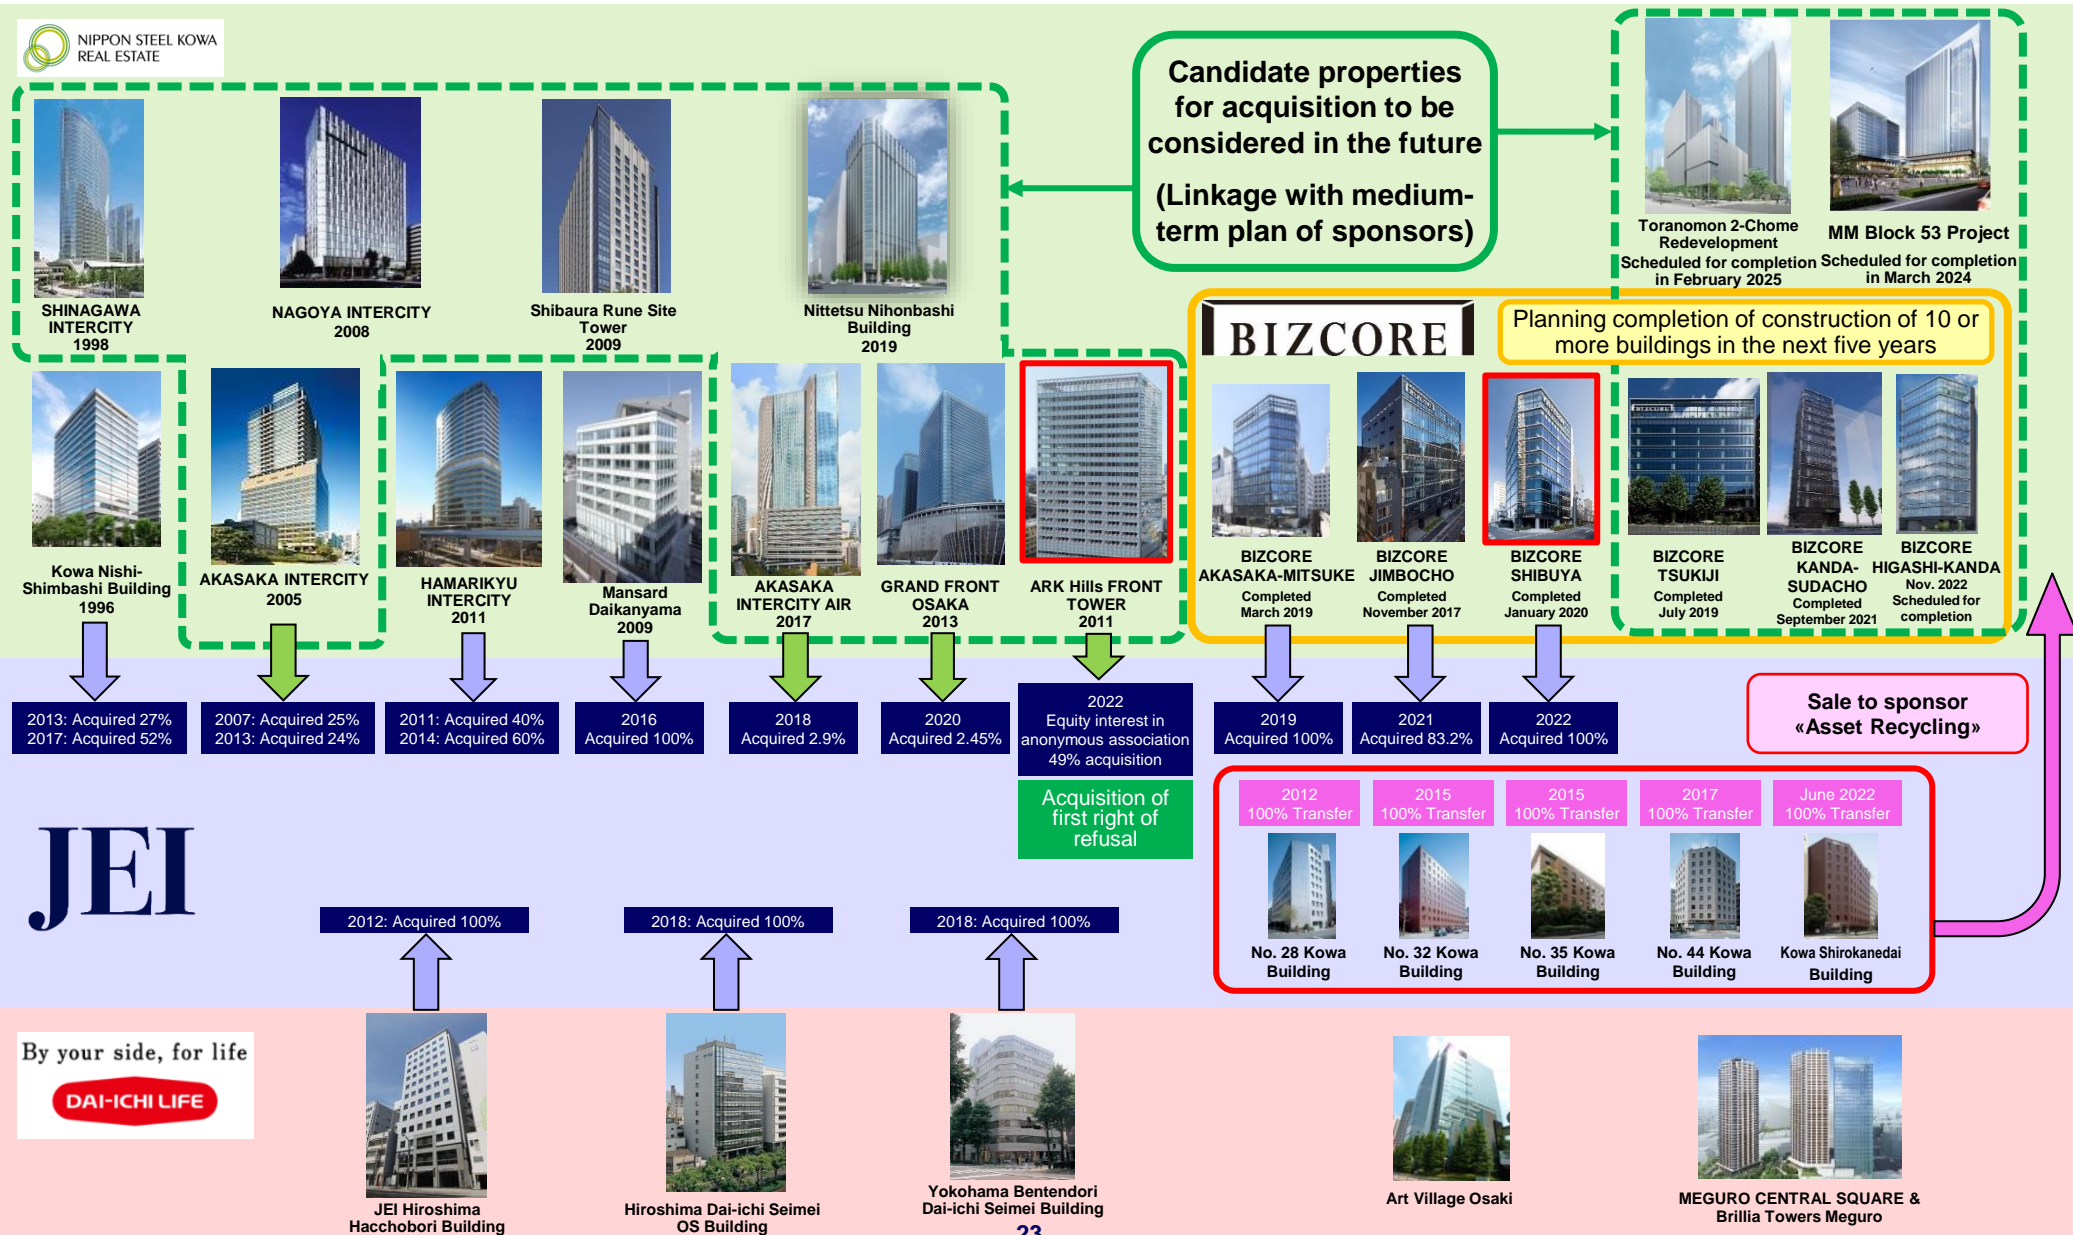 NIPPON STEEL KOWA
REAL ESTATE
Candidate properties
for acquisition to be
considered in the future
(Linkage with medium-
term plan of sponsors)
SHINAGAWA
INTERCITY
1998
NAGOYA INTERCITY
2008
Shibaura Rune Site
Tower
2009
Nittetsu Nihonbashi
Building
2019
Toranomon 2-Chome
Redevelopment
Scheduled for completion
in February 2025
MM Block 53 Project
Scheduled for completion
in March 2024
BIZCORE
Planning completion of construction of 10 or
more buildings in the next five years
Kowa Nishi-
Shimbashi Building
1996
AKASAKA INTERCITY
2005
HAMARIKYU
INTERCITY
2011
Mansard
Daikanyama
2009
AKASAKA
INTERCITY AIR
2017
GRAND FRONT
OSAKA
2013
ARK Hills FRONT
TOWER
2011
BIZCORE
AKASAKA-MITSUKE
Completed
March 2019
BIZCORE
JIMBOCHO
Completed
November 2017
BIZCORE
SHIBUYA
Completed
January 2020
BIZCORE
BIZCORE
TSUKIJI
Completed
July 2019
BIZCORE
KANDA-
SUDACHO
Completed
September 2021
BIZCORE
HIGASHI-KANDA
Nov. 2022
Scheduled for
completion
2013: Acquired 27%
2017: Acquired 52%
2007: Acquired 25%
2013: Acquired 24%
2011: Acquired 40%
2014: Acquired 60%
2016
Acquired 100%
2018
Acquired 2.9%
2020
Acquired 2.45%
2022
Equity interest in
anonymous association
49% acquisition
Acquisition of
first right of
refusal
2019
Acquired 100%
2021
Acquired 83.2%
2022
Acquired 100%
Sale to sponsor
«Asset Recycling»
2012
100% Transfer
2015
100% Transfer
2015
100% Transfer
2017
100% Transfer
June 2022
100% Transfer
No. 28 Kowa
Building
No. 32 Kowa
Building
No. 35 Kowa
Building
No. 44 Kowa
Building
Kowa Shirokanedai
Building
JEI
2012: Acquired 100%
2018: Acquired 100%
2018: Acquired 100%
By your side, for life
DAI-ICHI LIFE
JEI Hiroshima
Hacchobori Building
Hiroshima Dai-ichi Seimei
OS Building
Yokohama Bentendori
Dai-ichi Seimei Building
Art Village Osaki
MEGURO CENTRAL SQUARE &
Brillia Towers Meguro
23